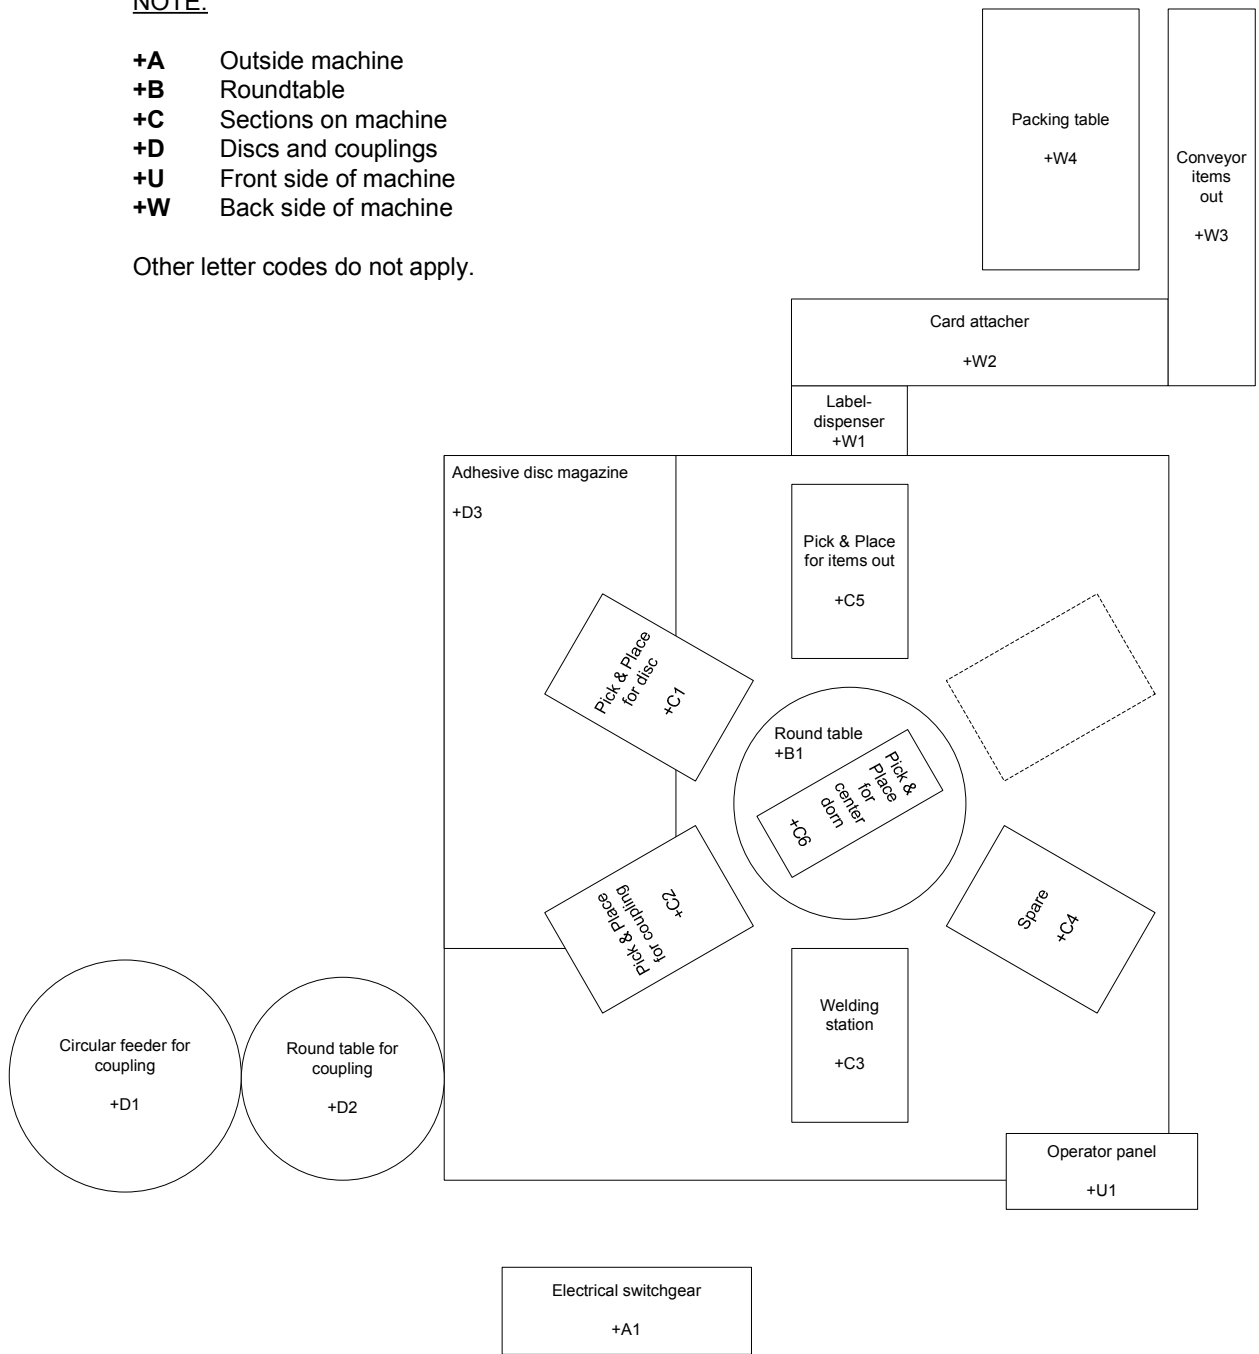 NOTE:
+A Outside machine
+B Roundtable
+C Sections on machine
+D Discs and couplings
+U Front side of machine
+W Back side of machine
Other letter codes do not apply.
Packing table
+W4
Conveyor
items
out
+W3
Card attacher
+W2
Label-
dispenser
+W1
Adhesive disc magazine
+D3
Pick & Place
for items out
+C5
Pick & Place
for disc
+C1
Round table
+B1
Pick &
Place
for
center
dorn
+C6
Pick & Place
for coupling
+C2
Spare
+C4
Welding
station
+C3
Circular feeder for
coupling
+D1
Round table for
coupling
+D2
Operator panel
+U1
Electrical switchgear
+A1